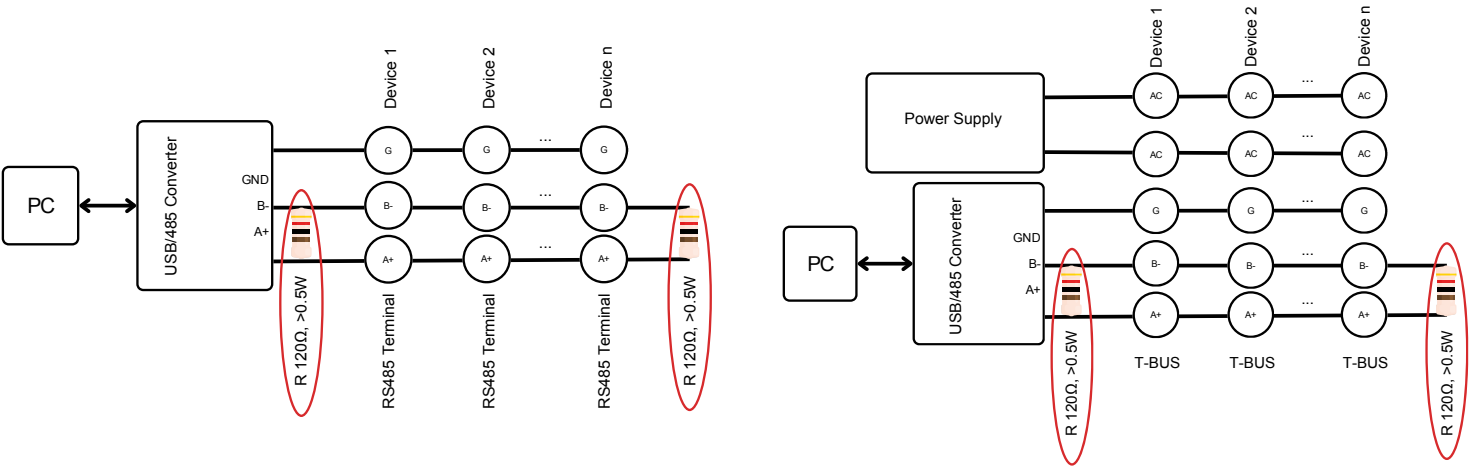 Device 1
Device 2
Device n
PC
USB/485 Converter
GND
B-
A+
G
G
...
G
B-
B-
...
B-
A+
A+
...
A+
R 120Ω, >0.5W
RS485 Terminal
RS485 Terminal
RS485 Terminal
R 120Ω, >0.5W
Device 1
Device 2
Device n
Power Supply
AC
AC
...
AC
AC
AC
...
AC
PC
USB/485 Converter
GND
B-
A+
G
G
...
G
B-
B-
...
B-
A+
A+
...
A+
R 120Ω, >0.5W
T-BUS
T-BUS
T-BUS
R 120Ω, >0.5W